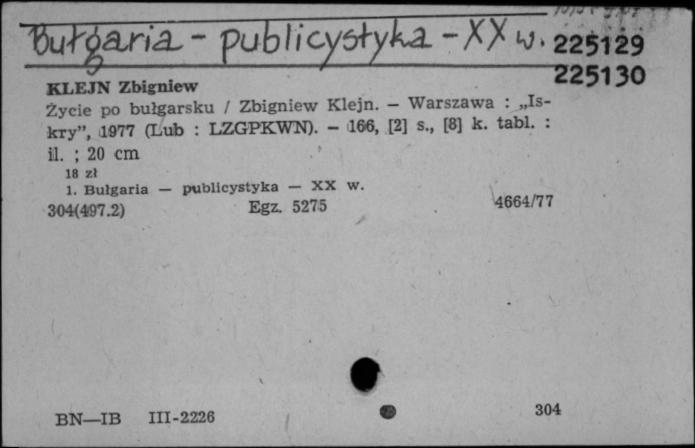 Bułgaria - publicystyka - XX w. 225129
225130
KLEJN Zbigniew
Życie po bułgarsku / Zbigniew Klejn. — Warszawa : „Is-
kry”, 1977 (Lub : LZGPKWN). — 166, [2] s., [8] k. tabl. :
il. ; 20 cm
18 zł
1. Bułgaria — publicystyka — XX w.
304(497.2) Egz. 5275 4664/77
BN—IB III-2226 304